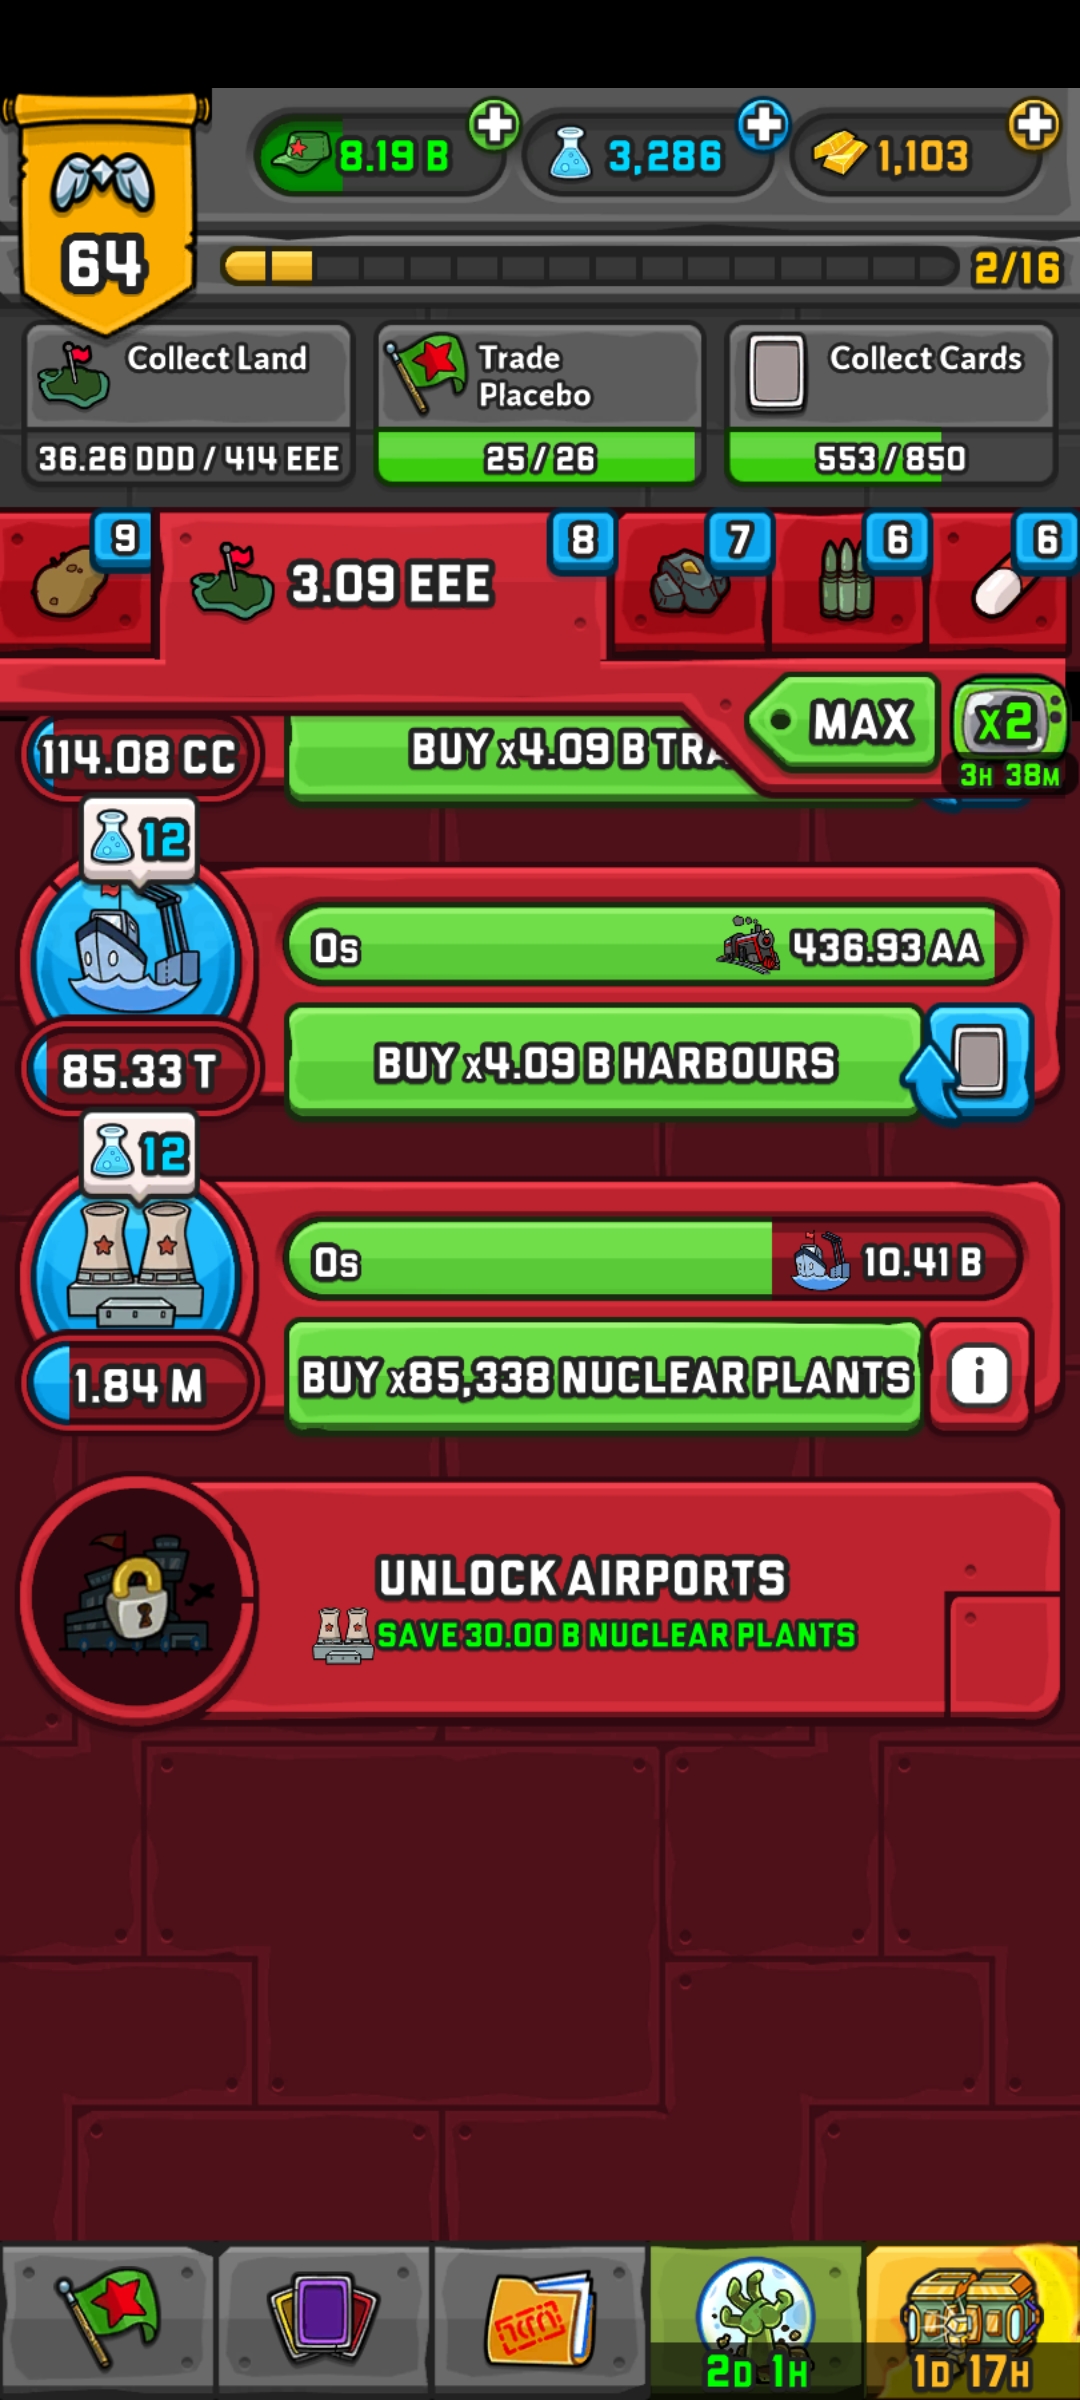 8.19 B
3,286
1,103
64
2/16
Collect Land
36.26 DDD / 414 EEE
Trade
Placebo
25 / 26
Collect Cards
553 / 850
9
3.09 EEE
8
7
6
6
MAX
x2
3H 38M
114.08 CC
BUY x4.09 B TRA
12
0s
436.93 AA
85.33 T
BUY x4.09 B HARBOURS
12
0s
10.41 B
1.84 M
BUY x85,338 NUCLEAR PLANTS
i
UNLOCK AIRPORTS
SAVE 30.00 B NUCLEAR PLANTS
2D 1H
1D 17H